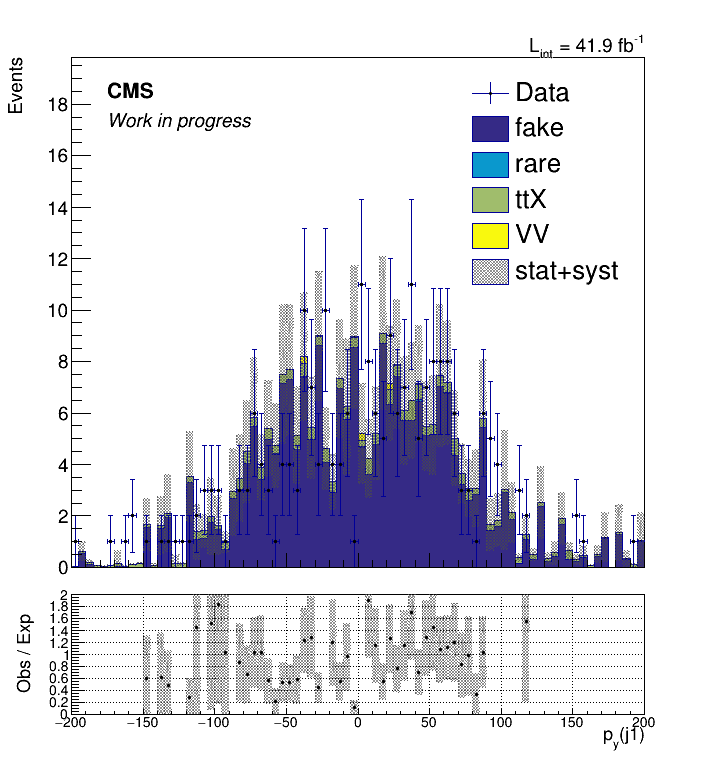 L_int = 41.9 fb^-1
Events
CMS
Work in progress
Data
fake
rare
ttX
VV
stat+syst
18
16
14
12
10
8
6
4
2
0
Obs / Exp
2
1.8
1.6
1.4
1.2
1
0.8
0.6
0.4
0.2
0
−200 −150 −100 −50 0 50 100 150 200
p_y(j1)